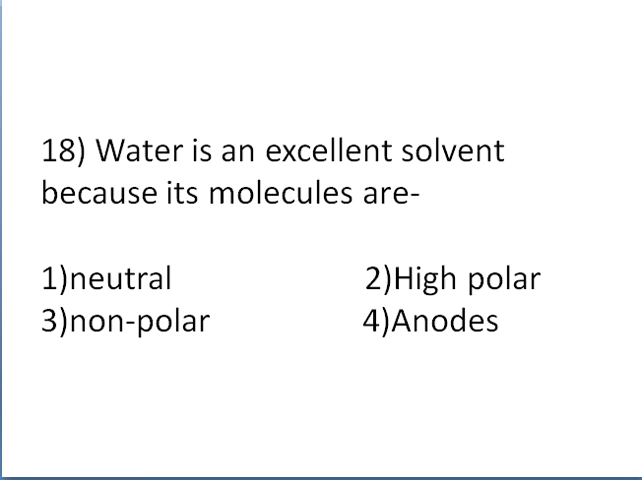 18) Water is an excellent solvent
because its molecules are-
1)neutral 2)High polar
3)non-polar 4)Anodes